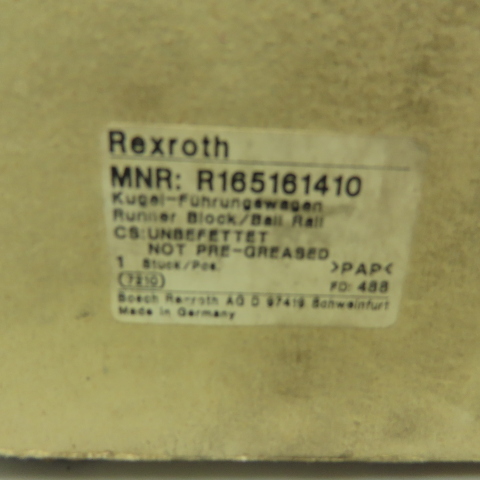 Rexroth
MNR: R165161410
Kugel-Führungswagen
Runner Block/Ball Rail
CS:UNBEFETTET
NOT PRE-GREASED
1 Stück/Pcs. >PAP<
7210 FD: 488
Bosch Rexroth AG D 97419 Schweinfurt
Made in Germany